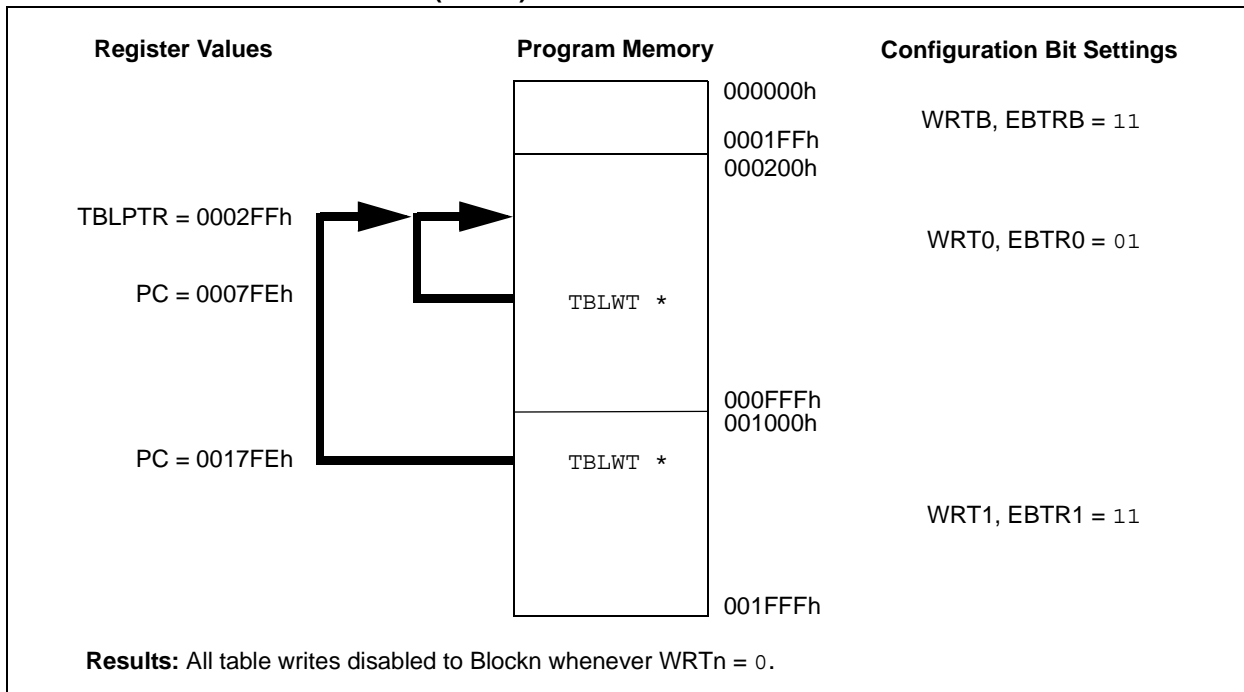 Register Values
Program Memory
Configuration Bit Settings
000000h
WRTB, EBTRB = 11
0001FFh
000200h
TBLPTR = 0002FFh
WRT0, EBTR0 = 01
PC = 0007FEh
TBLWT *
000FFFh
001000h
PC = 0017FEh
TBLWT *
WRT1, EBTR1 = 11
001FFFh
Results: All table writes disabled to Blockn whenever WRTn = 0.